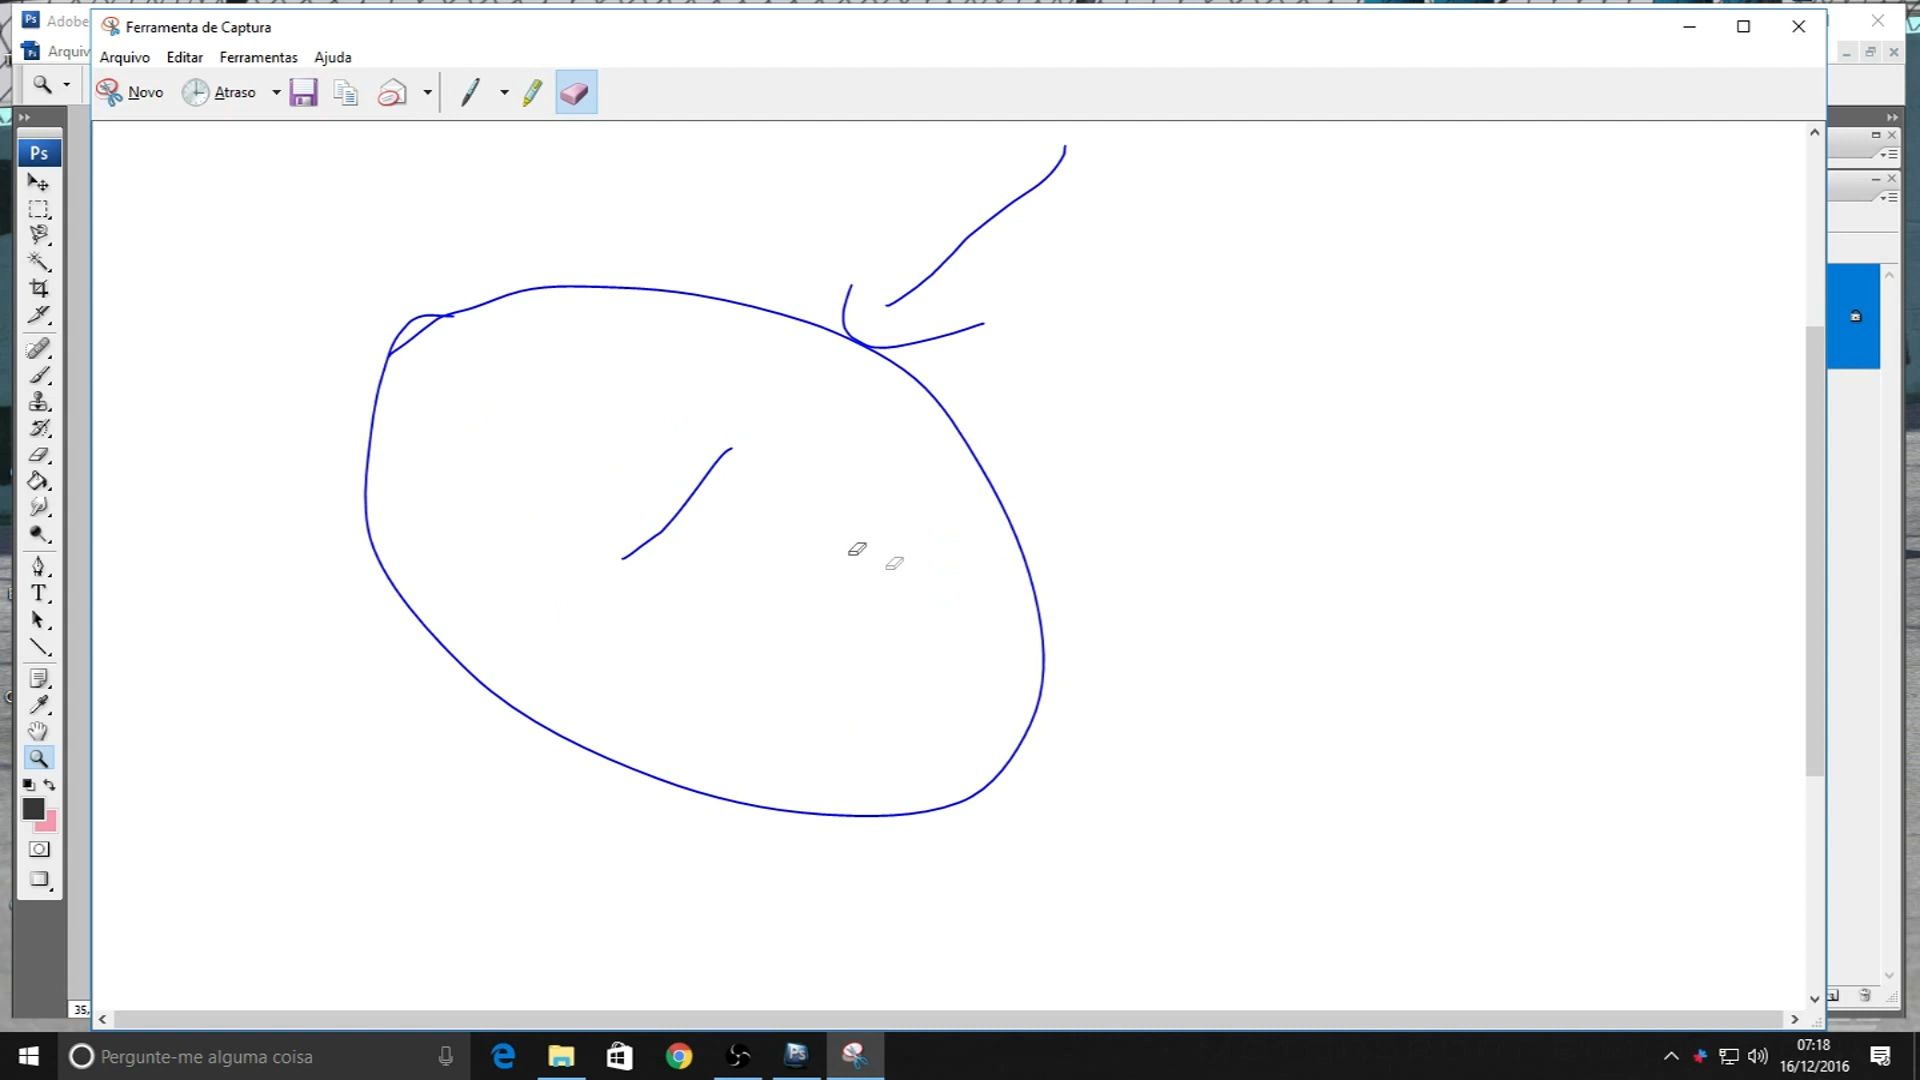 Adobe
Ferramenta de Captura
Arquiv
Arquivo Editar Ferramentas Ajuda
Novo Atraso
Ps
T
35,
Pergunte-me alguma coisa
07:18
16/12/2016